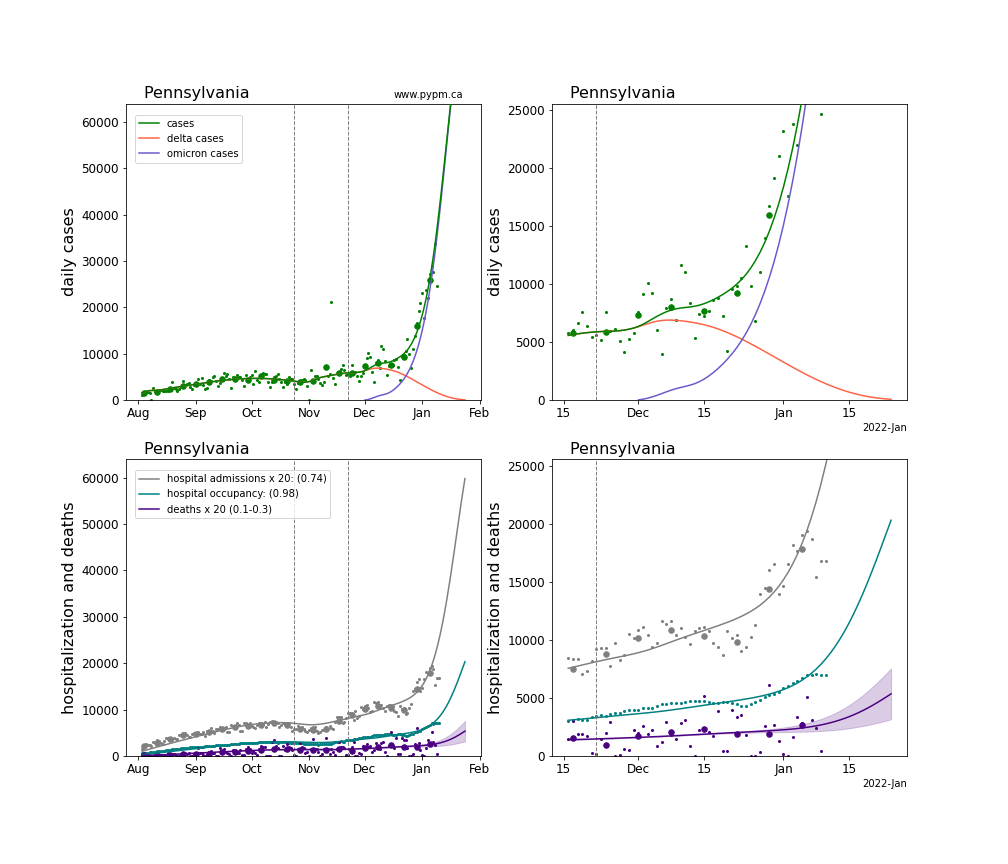 Pennsylvania
www.pypm.ca
60000
50000
40000
30000
20000
10000
0
daily cases
cases
delta cases
omicron cases
Aug
Sep
Oct
Nov
Dec
Jan
Feb
Pennsylvania
25000
20000
15000
10000
5000
0
daily cases
15
Dec
15
Jan
15
2022-Jan
Pennsylvania
60000
50000
40000
30000
20000
10000
0
hospitalization and deaths
hospital admissions x 20: (0.74)
hospital occupancy: (0.98)
deaths x 20 (0.1-0.3)
Aug
Sep
Oct
Nov
Dec
Jan
Feb
Pennsylvania
25000
20000
15000
10000
5000
0
hospitalization and deaths
15
Dec
15
Jan
15
2022-Jan